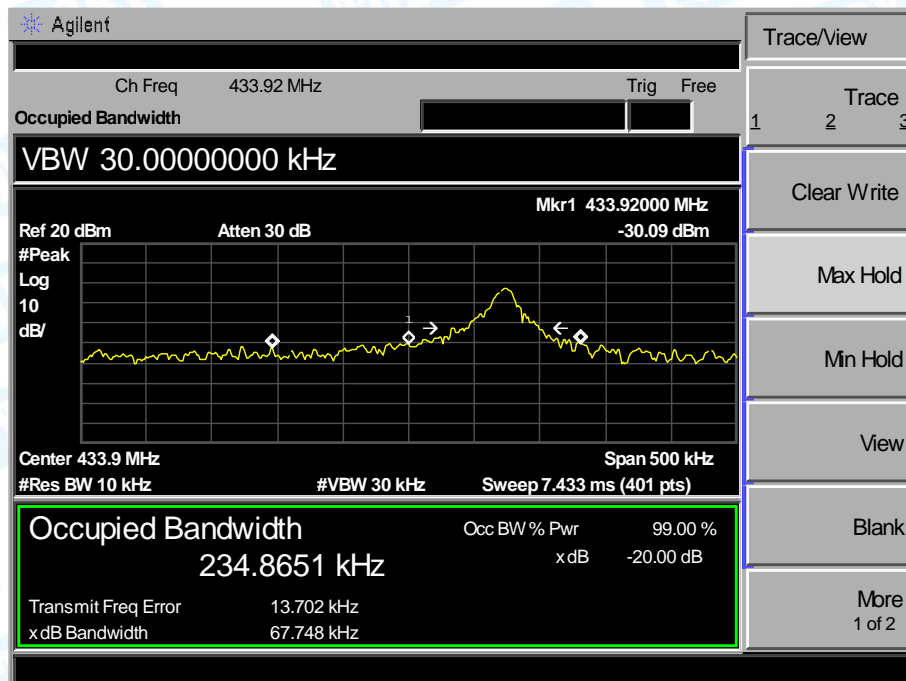 Agilent
Trace/View
Ch Freq 433.92 MHz Trig Free
Occupied Bandwidth
Trace
1 2 3
VBW 30.00000000 kHz
Clear Write
Mkr1 433.92000 MHz
Ref 20 dBm Atten 30 dB -30.09 dBm
#Peak
Log
10
dB/
1
Max Hold
Min Hold
View
Center 433.9 MHz Span 500 kHz
#Res BW 10 kHz #VBW 30 kHz Sweep 7.433 ms (401 pts)
Occupied Bandwidth
234.8651 kHz
Occ BW % Pwr 99.00 %
x dB -20.00 dB
Transmit Freq Error 13.702 kHz
x dB Bandwidth 67.748 kHz
Blank
More
1 of 2